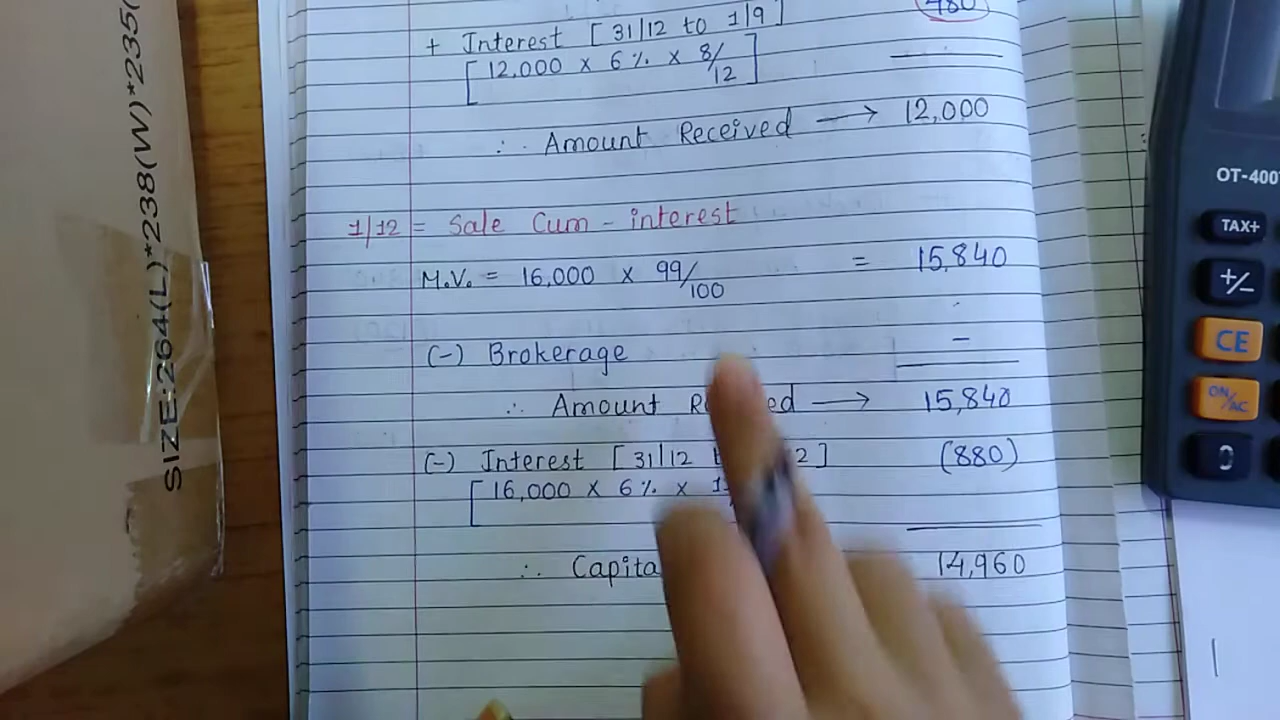 480
+ Interest [ 31/12 to 1/9 ]
[ 12,000 x 6% x 8/12 ]
∴ Amount Received → 12,000
1/12 = Sale Cum - interest
M.V. = 16,000 x 99/100 = 15,840
(-) Brokerage –
∴ Amount → 15,840
(-) Interest [ 31/12 ] (880)
[ 16,000 x 6% x
∴ 14,960
SIZE:264(L)*238(W)*235(
OT-400
TAX+
+/-
CE
ON/AC
0